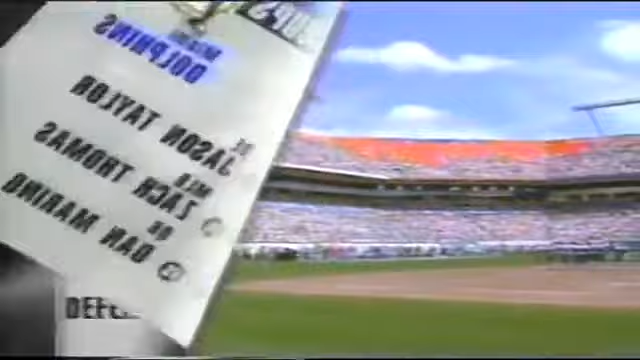 MIAMI
DOLPHINS
DE
JASON TAYLOR
MLB
ZACH THOMAS
QB
DAN MARINO